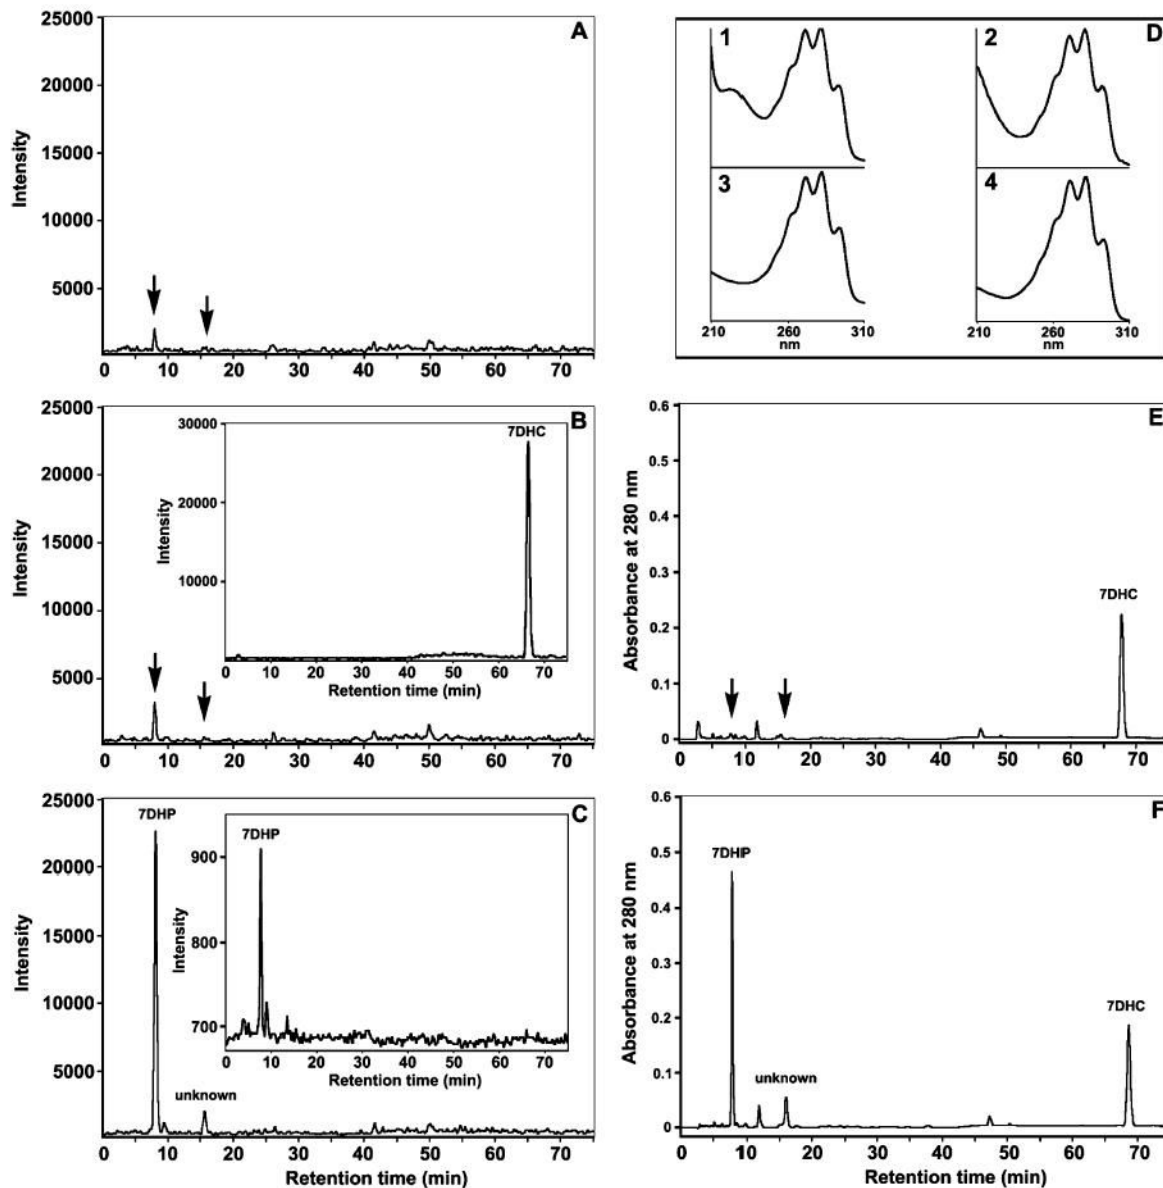 A
25000
20000
15000
10000
5000
Intensity
0 10 20 30 40 50 60 70
B
25000
20000
15000
10000
5000
0
Intensity
30000
20000
10000
Intensity
7DHC
0 10 20 30 40 50 60 70
Retention time (min)
0 10 20 30 40 50 60 70
C
25000
20000
15000
10000
5000
Intensity
7DHP
unknown
900
800
700
Intensity
7DHP
0 10 20 30 40 50 60 70
Retention time (min)
0 10 20 30 40 50 60 70
Retention time (min)
D
1
2
3
4
210 260 310
nm
210 260 310
nm
E
0.6
0.5
0.4
0.3
0.2
0.1
0
Absorbance at 280 nm
7DHC
0 10 20 30 40 50 60 70
F
0.6
0.5
0.4
0.3
0.2
0.1
0
Absorbance at 280 nm
7DHP
unknown
7DHC
0 10 20 30 40 50 60 70
Retention time (min)